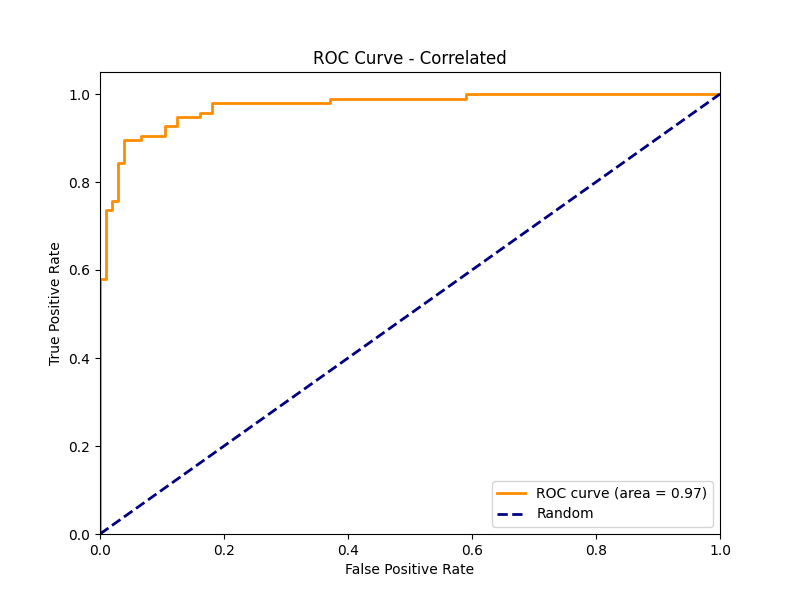 ROC Curve - Correlated
True Positive Rate
1.0
0.8
0.6
0.4
0.2
0.0
0.0 0.2 0.4 0.6 0.8 1.0
False Positive Rate
ROC curve (area = 0.97)
Random